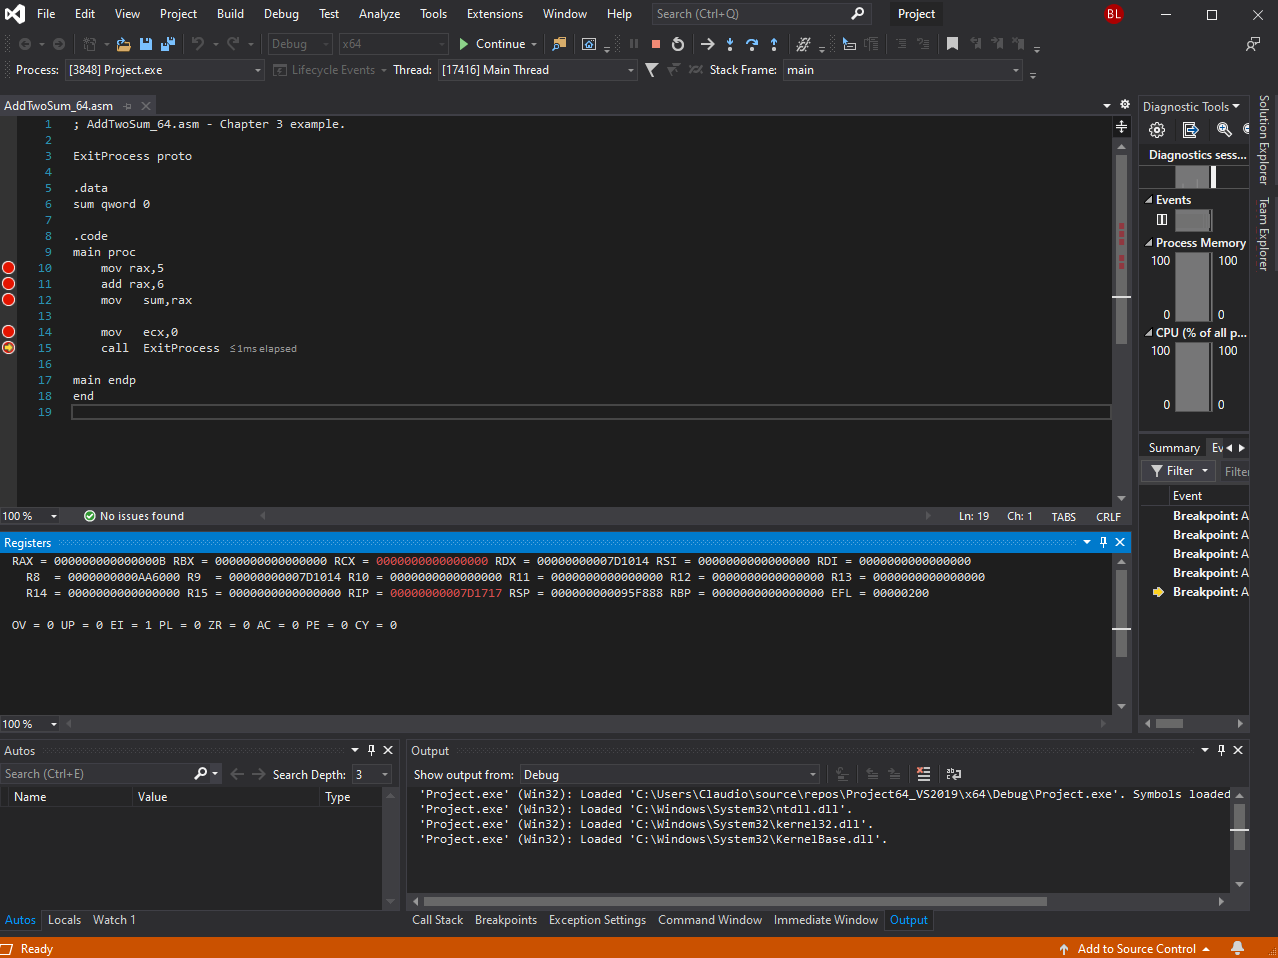 File Edit View Project Build Debug Test Analyze Tools Extensions Window Help Search (Ctrl+Q) Project BL
Debug x64 Continue
Process: [3848] Project.exe Lifecycle Events Thread: [17416] Main Thread Stack Frame: main
AddTwoSum_64.asm
1 ; AddTwoSum_64.asm - Chapter 3 example.
2
3 ExitProcess proto
4
5 .data
6 sum qword 0
7
8 .code
9 main proc
10 mov rax,5
11 add rax,6
12 mov sum,rax
13
14 mov ecx,0
15 call ExitProcess ≤1ms elapsed
16
17 main endp
18 end
19
100 % No issues found Ln: 19 Ch: 1 TABS CRLF
Registers
RAX = 000000000000000B RBX = 0000000000000000 RCX = 0000000000000000 RDX = 00000000007D1014 RSI = 0000000000000000 RDI = 0000000000000000
R8 = 0000000000AA6000 R9 = 00000000007D1014 R10 = 0000000000000000 R11 = 0000000000000000 R12 = 0000000000000000 R13 = 0000000000000000
R14 = 0000000000000000 R15 = 0000000000000000 RIP = 00000000007D1717 RSP = 000000000095F888 RBP = 0000000000000000 EFL = 00000200
OV = 0 UP = 0 EI = 1 PL = 0 ZR = 0 AC = 0 PE = 0 CY = 0
100 %
Autos
Search (Ctrl+E) Search Depth: 3
Name Value Type
Autos Locals Watch 1
Output
Show output from: Debug
'Project.exe' (Win32): Loaded 'C:\Users\Claudio\source\repos\Project64_VS2019\x64\Debug\Project.exe'. Symbols loaded
'Project.exe' (Win32): Loaded 'C:\Windows\System32\ntdll.dll'.
'Project.exe' (Win32): Loaded 'C:\Windows\System32\kernel32.dll'.
'Project.exe' (Win32): Loaded 'C:\Windows\System32\KernelBase.dll'.
Call Stack Breakpoints Exception Settings Command Window Immediate Window Output
Diagnostic Tools
Diagnostics sess...
Events
Process Memory
100 100
0 0
CPU (% of all p...
100 100
0 0
Summary Ev
Filter Filter
Event
Breakpoint: A
Breakpoint: A
Breakpoint: A
Breakpoint: A
Breakpoint: A
Solution Explorer
Team Explorer
Ready Add to Source Control